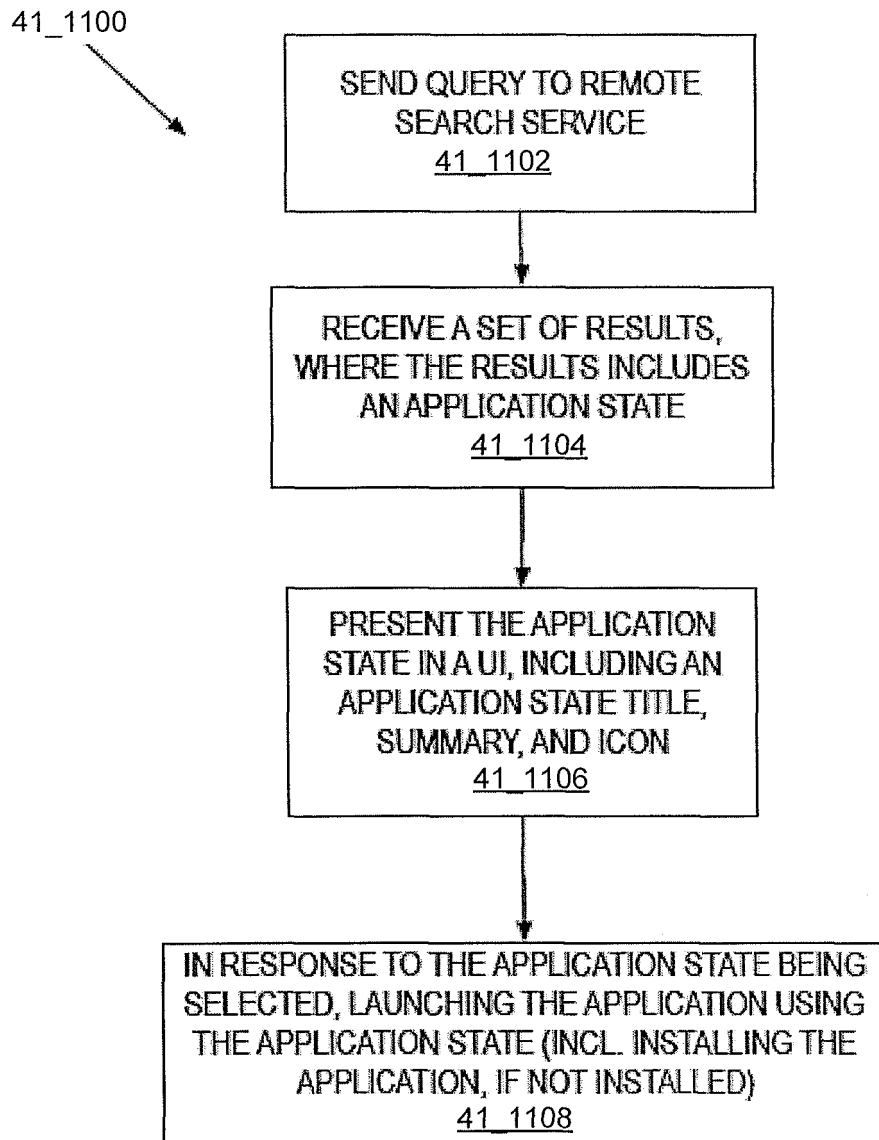 41_1100
SEND QUERY TO REMOTE
SEARCH SERVICE
41_1102
RECEIVE A SET OF RESULTS,
WHERE THE RESULTS INCLUDES
AN APPLICATION STATE
41_1104
PRESENT THE APPLICATION
STATE IN A UI, INCLUDING AN
APPLICATION STATE TITLE,
SUMMARY, AND ICON
41_1106
IN RESPONSE TO THE APPLICATION STATE BEING
SELECTED, LAUNCHING THE APPLICATION USING
THE APPLICATION STATE (INCL. INSTALLING THE
APPLICATION, IF NOT INSTALLED)
41_1108